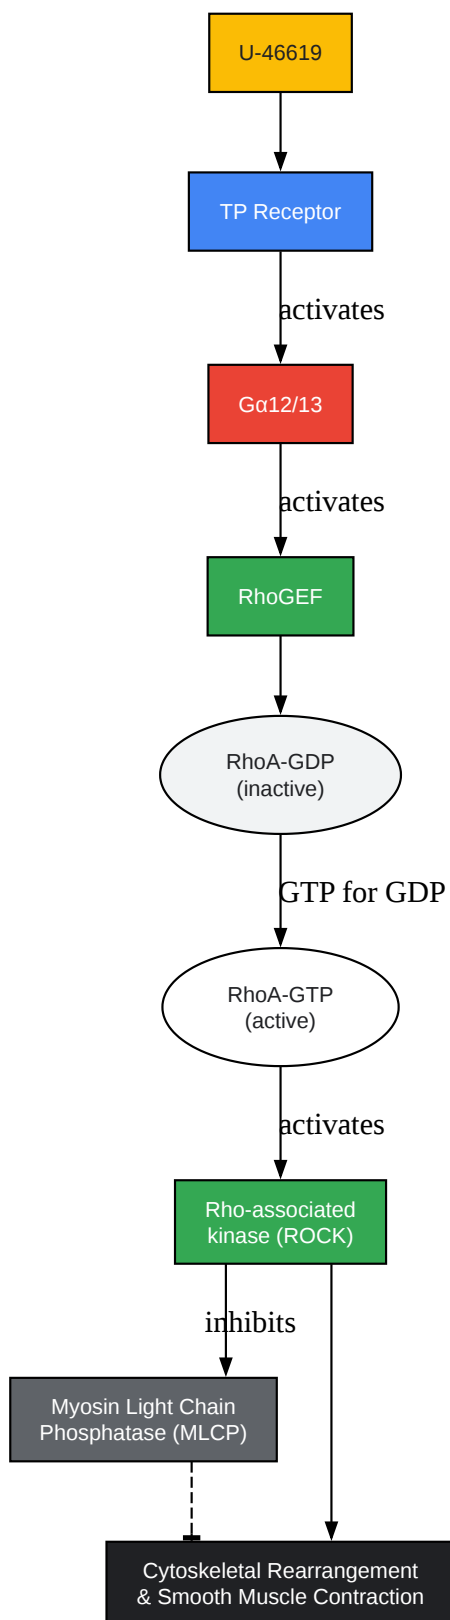 U-46619
TP Receptor
activates
Gα12/13
activates
RhoGEF
RhoA-GDP
(inactive)
GTP for GDP
RhoA-GTP
(active)
activates
Rho-associated
kinase (ROCK)
inhibits
Myosin Light Chain
Phosphatase (MLCP)
Cytoskeletal Rearrangement
& Smooth Muscle Contraction